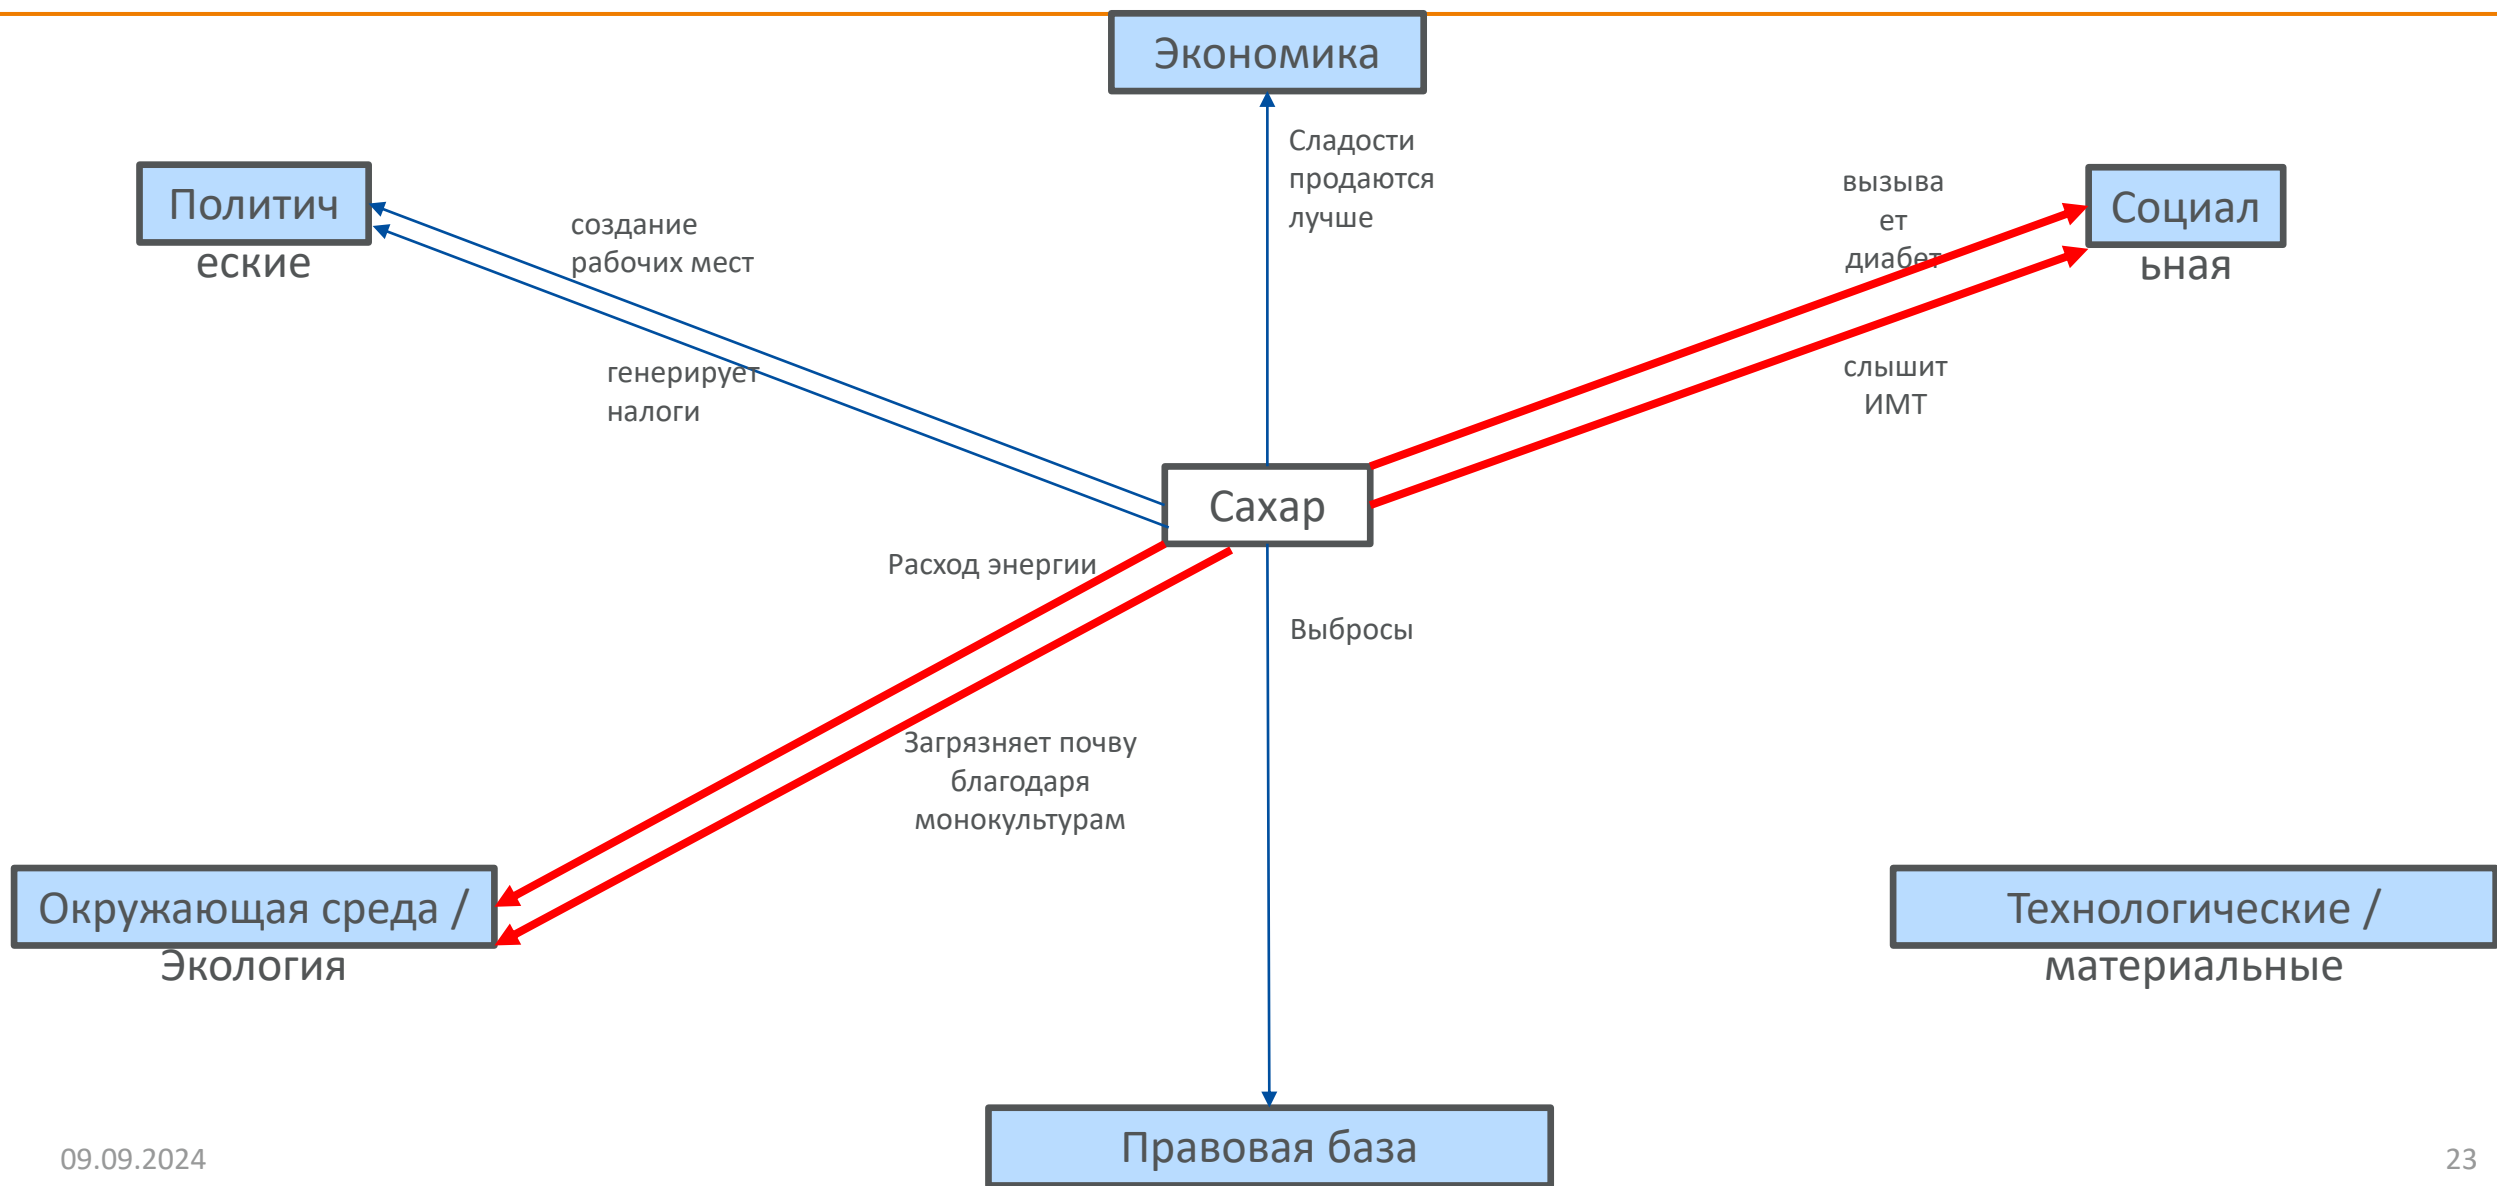 Экономика
Сладости
продаются
лучше
Политич
еские
создание
рабочих мест
вызыва
ет
диабет
Социал
ьная
генерирует
налоги
слышит
ИМТ
Сахар
Расход энергии
Выбросы
Загрязняет почву
благодаря
монокультурам
Окружающая среда /
Экология
Технологические /
материальные
Правовая база
09.09.2024
23